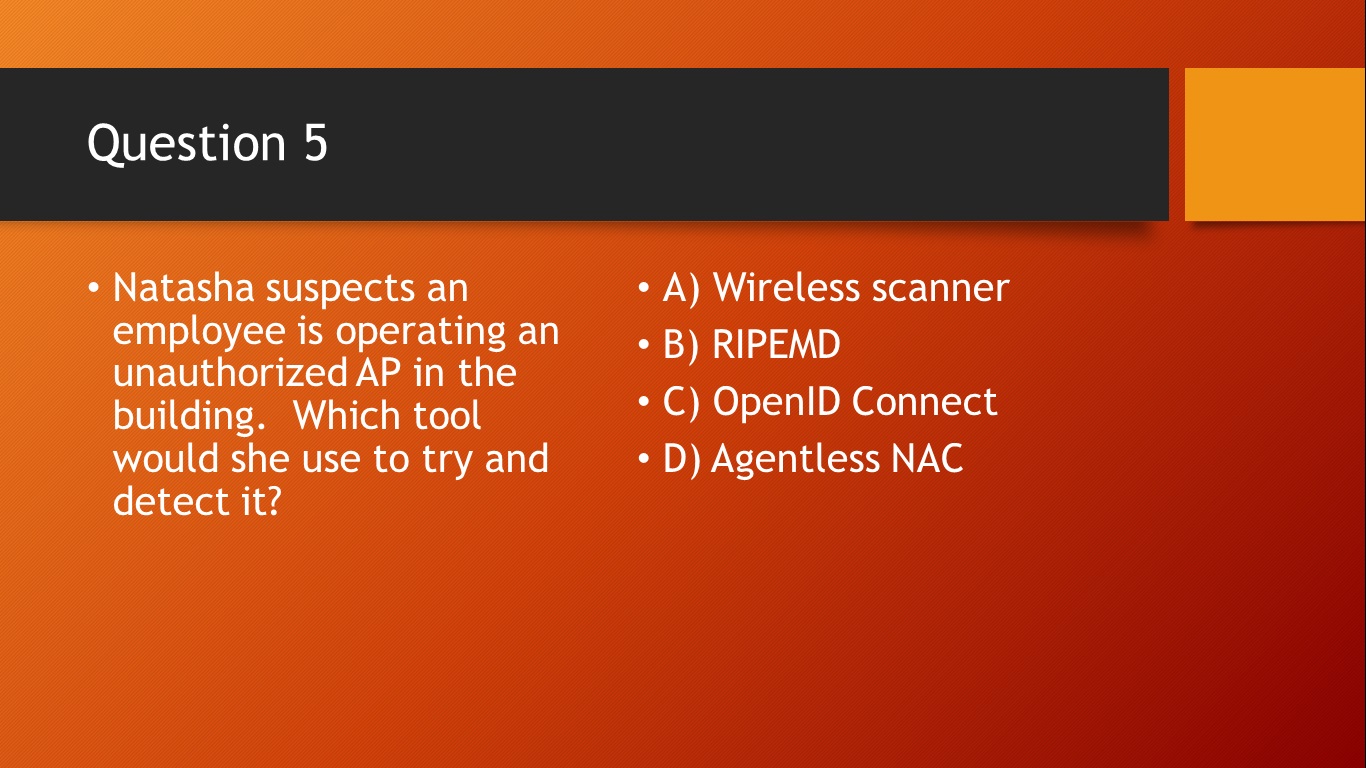 Question 5
• Natasha suspects an
employee is operating an
unauthorized AP in the
building.  Which tool
would she use to try and
detect it?
• A) Wireless scanner
• B) RIPEMD
• C) OpenID Connect
• D) Agentless NAC